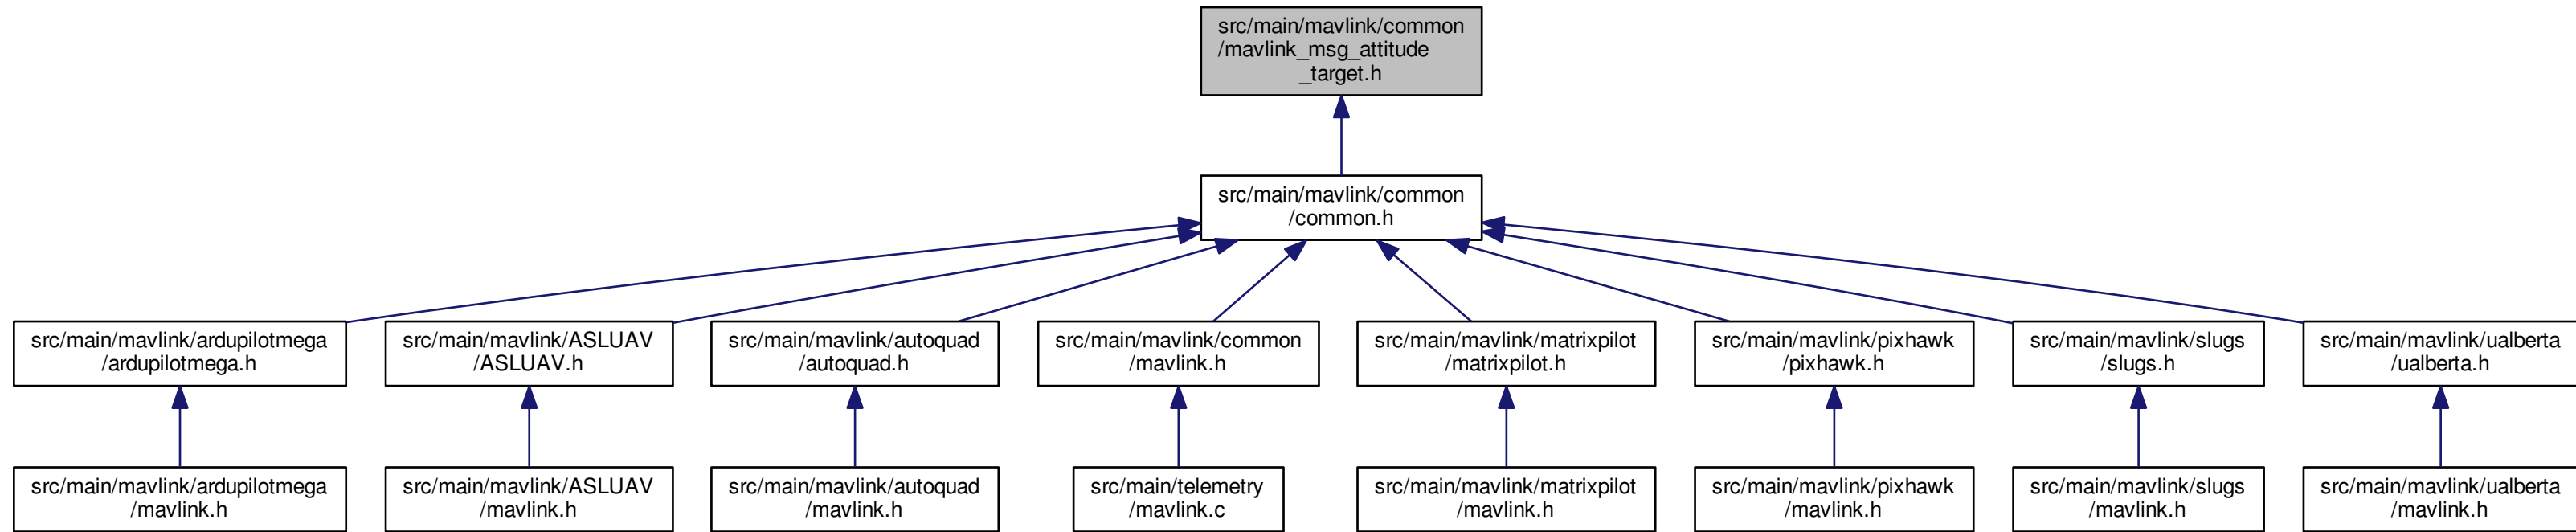 src/main/mavlink/common
/mavlink_msg_attitude
_target.h
src/main/mavlink/common
/common.h
src/main/mavlink/ardupilotmega
/ardupilotmega.h
src/main/mavlink/ASLUAV
/ASLUAV.h
src/main/mavlink/autoquad
/autoquad.h
src/main/mavlink/common
/mavlink.h
src/main/mavlink/matrixpilot
/matrixpilot.h
src/main/mavlink/pixhawk
/pixhawk.h
src/main/mavlink/slugs
/slugs.h
src/main/mavlink/ualberta
/ualberta.h
src/main/mavlink/ardupilotmega
/mavlink.h
src/main/mavlink/ASLUAV
/mavlink.h
src/main/mavlink/autoquad
/mavlink.h
src/main/telemetry
/mavlink.c
src/main/mavlink/matrixpilot
/mavlink.h
src/main/mavlink/pixhawk
/mavlink.h
src/main/mavlink/slugs
/mavlink.h
src/main/mavlink/ualberta
/mavlink.h